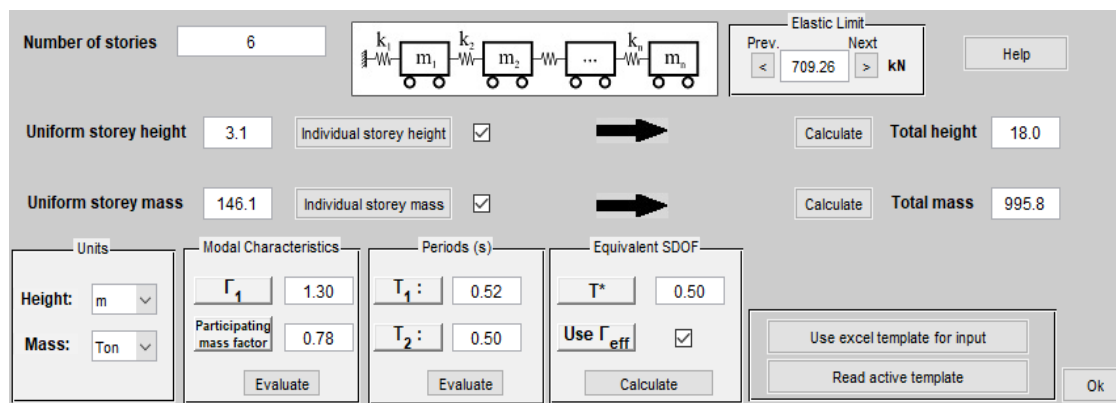 Number of stories 6
k1 m1 k2 m2 ... kn mn
Elastic Limit
Prev. Next
< 709.26 > kN
Help
Uniform storey height 3.1 Individual storey height Calculate Total height 18.0
Uniform storey mass 146.1 Individual storey mass Calculate Total mass 995.8
Units
Height: m
Mass: Ton
Modal Characteristics
Γ1 1.30
Participating
mass factor 0.78
Evaluate
Periods (s)
T1 : 0.52
T2 : 0.50
Evaluate
Equivalent SDOF
T* 0.50
Use Γeff
Calculate
Use excel template for input
Read active template
Ok